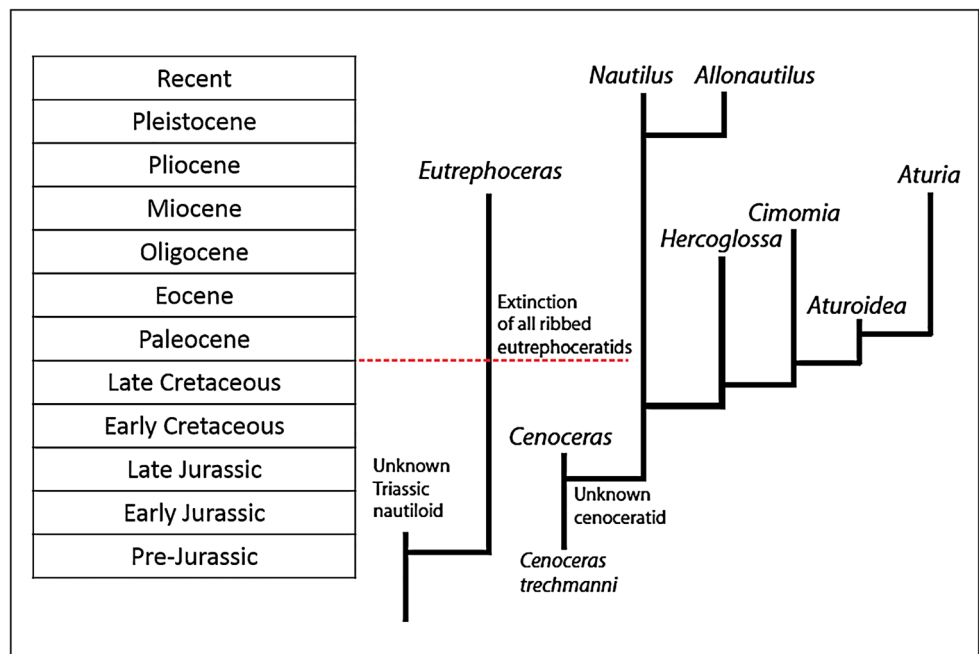 Recent
Pleistocene
Pliocene
Miocene
Oligocene
Eocene
Paleocene
Late Cretaceous
Early Cretaceous
Late Jurassic
Early Jurassic
Pre-Jurassic
Unknown
Triassic
nautiloid
Eutrephoceras
Extinction
of all ribbed
eutrephoceratids
Cenoceras
Unknown
cenoceratid
Cenoceras
trechmanni
Nautilus
Allonautilus
Hercoglossa
Cimomia
Aturoidea
Aturia